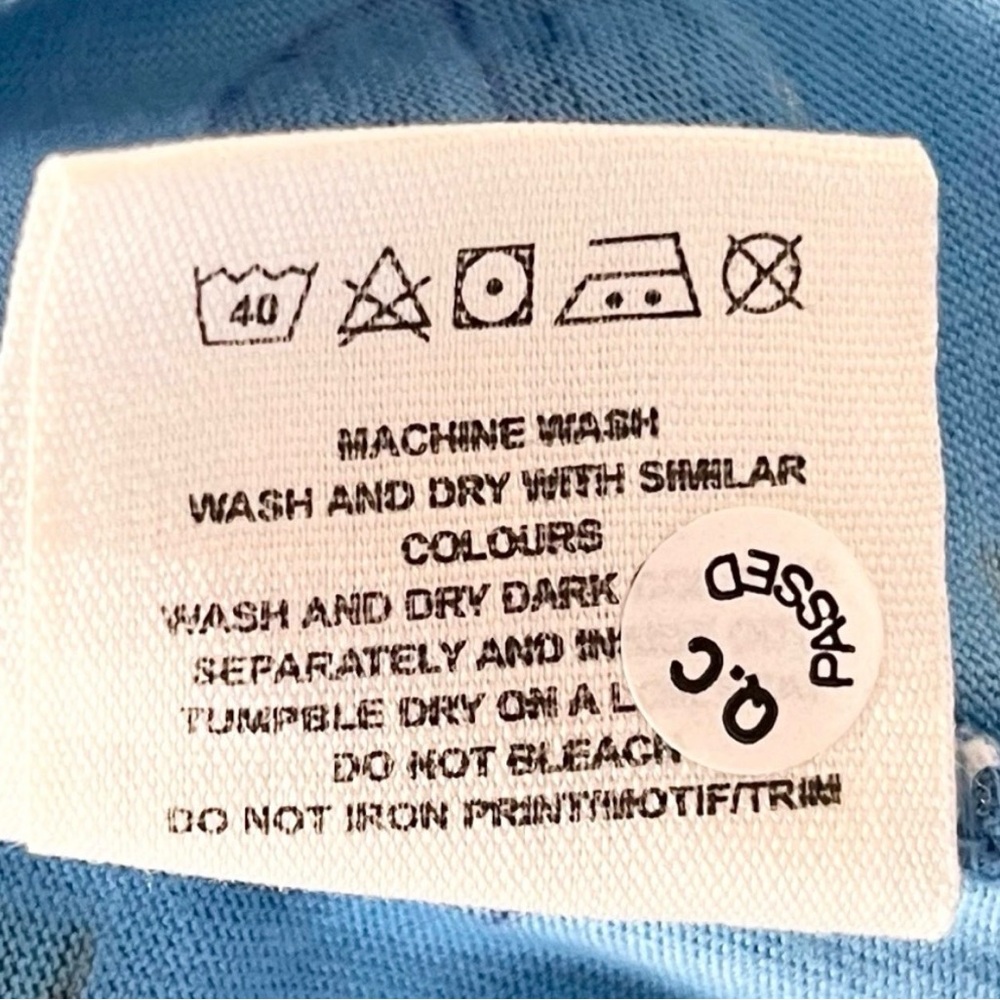 40
MACHINE WASH
WASH AND DRY WITH SIMILAR
COLOURS
WASH AND DRY DARK
SEPARATELY AND
TUMPBLE DRY ON A
DO NOT BLEACH
DO NOT IRON PRINT/MOTIF/TRIM
Q.C
PASSED